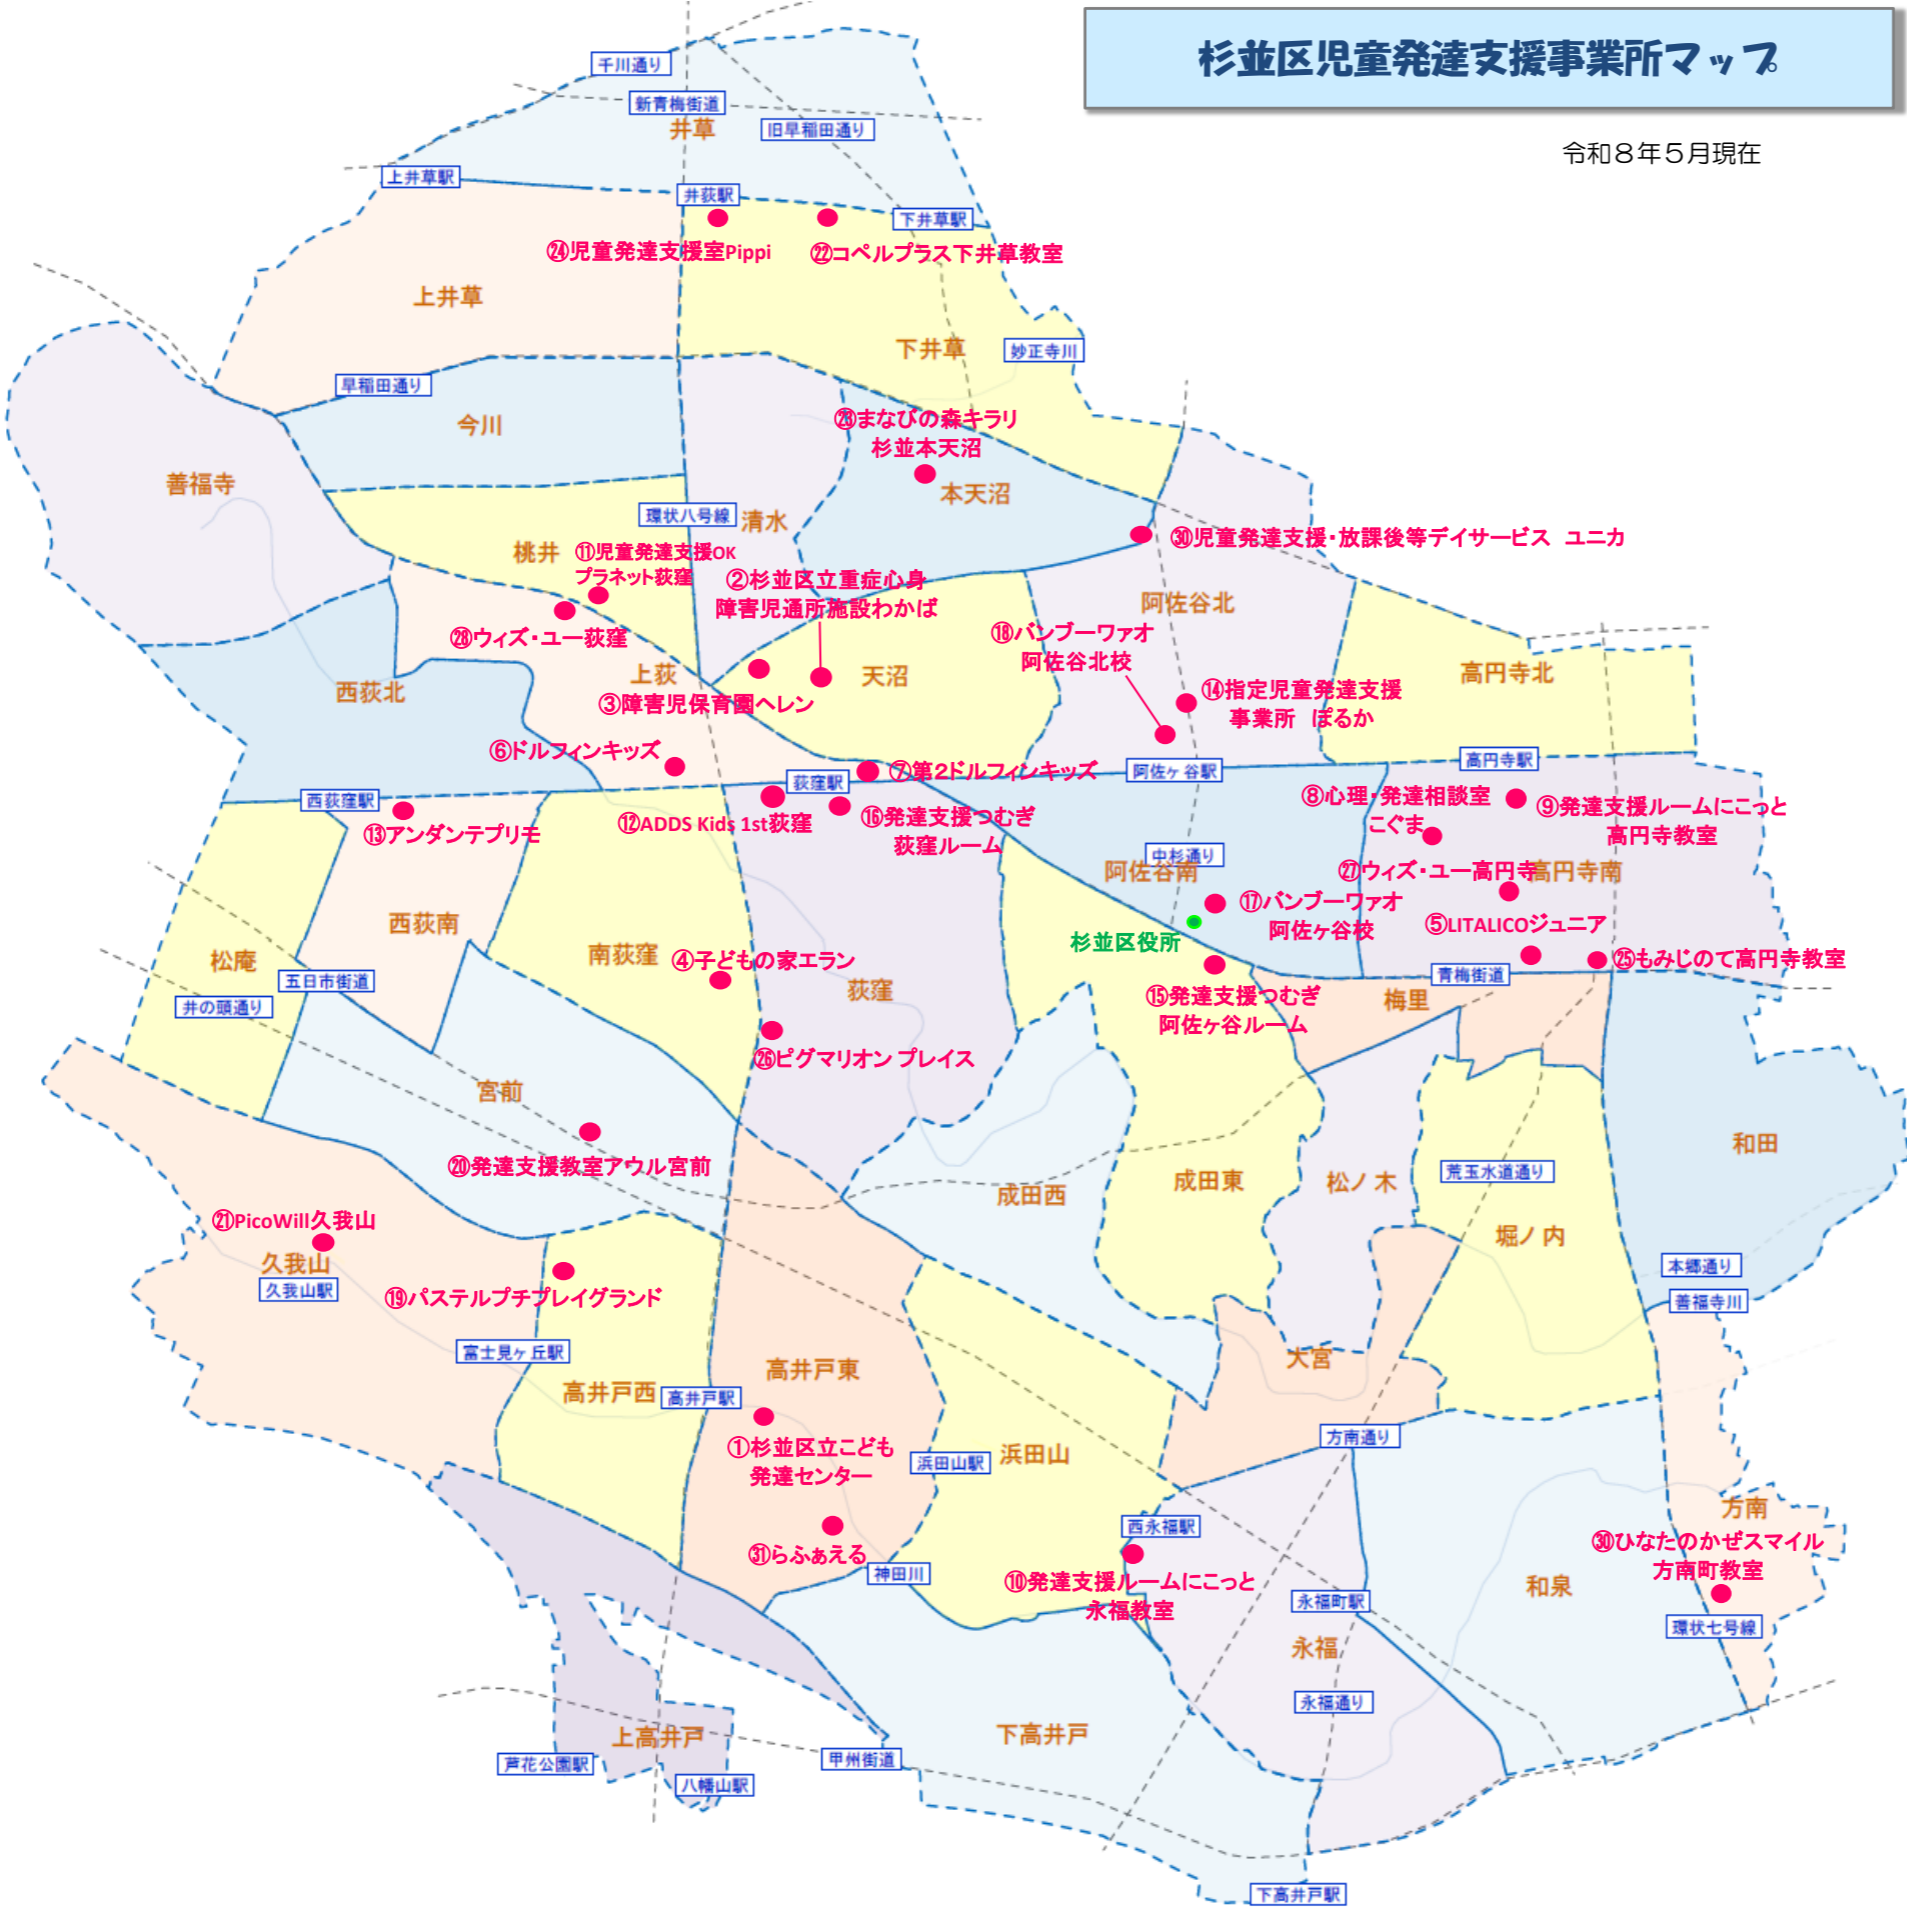 杉並区児童発達支援事業所マップ
令和8年5月現在
千川通り
新青梅街道
井草
旧早稲田通り
上井草駅
井荻駅
下井草駅
㉔児童発達支援室Pippi
㉒コペルプラス下井草教室
上井草
下井草
妙正寺川
早稲田通り
今川
㉓まなびの森キラリ
杉並本天沼
善福寺
本天沼
環状八号線
清水
㉚児童発達支援・放課後等デイサービス ユニカ
桃井
⑪児童発達支援OK
プラネット荻窪
②杉並区立重症心身
障害児通所施設わかば
阿佐谷北
㉘ウィズ・ユー荻窪
⑱バンブーワァオ
阿佐谷北校
上荻
天沼
高円寺北
西荻北
③障害児保育園ヘレン
⑭指定児童発達支援
事業所 ぽるか
⑥ドルフィンキッズ
荻窪駅
⑦第2ドルフィンキッズ
阿佐ヶ谷駅
高円寺駅
西荻窪駅
⑬アンダンテプリモ
⑫ADDS Kids 1st荻窪
⑯発達支援つむぎ
荻窪ルーム
⑧心理・発達相談室
こぐま
⑨発達支援ルームにこっと
高円寺教室
中杉通り
阿佐谷南
㉗ウィズ・ユー高円寺
高円寺南
⑰バンブーワァオ
阿佐ヶ谷校
⑤LITALICOジュニア
西荻南
杉並区役所
南荻窪
④子どもの家エラン
㉕もみじのて高円寺教室
松庵
五日市街道
青梅街道
荻窪
⑮発達支援つむぎ
阿佐ヶ谷ルーム
梅里
井の頭通り
㉖ピグマリオン プレイス
宮前
和田
⑳発達支援教室アウル宮前
成田西
成田東
松ノ木
荒玉水道通り
㉑PicoWill久我山
堀ノ内
久我山
久我山駅
本郷通り
⑲パステルプチプレイグランド
善福寺川
富士見ヶ丘駅
高井戸東
大宮
高井戸西
高井戸駅
①杉並区立こども
発達センター
浜田山駅
浜田山
方南通り
方南
西永福駅
㉛らふぁえる
神田川
⑩発達支援ルームにこっと
永福教室
㉚ひなたのかぜスマイル
方南町教室
和泉
永福町駅
環状七号線
永福
永福通り
上高井戸
下高井戸
芦花公園駅
甲州街道
八幡山駅
下高井戸駅